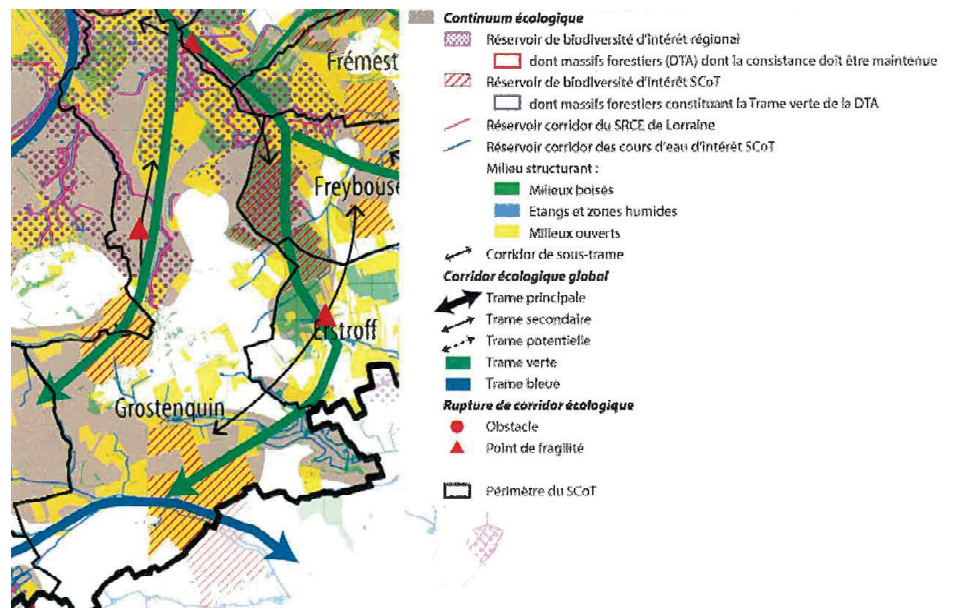 Frémest
Freybouse
Erstroff
Grostenquin
Continuum écologique
Réservoir de biodiversité d'intérêt régional
dont massifs forestiers (DTA) dont la consistance doit être maintenue
Réservoir de biodiversité d'intérêt SCoT
dont massifs forestiers constituant la Trame verte de la DTA
Réservoir corridor du SRCE de Lorraine
Réservoir corridor des cours d'eau d'intérêt SCoT
Milieu structurant :
Milieux boisés
Etangs et zones humides
Milieux ouverts
Corridor de sous-trame
Corridor écologique global
Trame principale
Trame secondaire
Trame potentielle
Trame verte
Trame bleue
Rupture de corridor écologique
Obstacle
Point de fragilité
Périmètre du SCoT